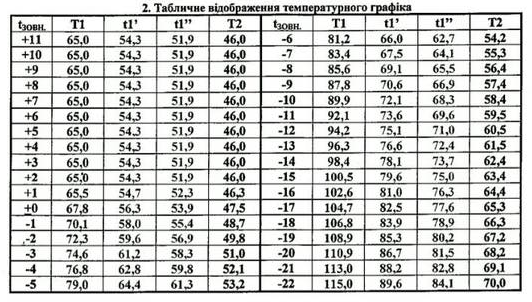 2. Табличне відображення температурного графіка
tзовн. T1 t1’ t1’’ T2 tзовн. T1 t1’ t1’’ T2
+11 65,0 54,3 51,9 46,0 -6 81,2 66,0 62,7 54,2
+10 65,0 54,3 51,9 46,0 -7 83,4 67,5 64,1 55,3
+9 65,0 54,3 51,9 46,0 -8 85,6 69,1 65,5 56,4
+8 65,0 54,3 51,9 46,0 -9 87,8 70,6 66,9 57,4
+7 65,0 54,3 51,9 46,0 -10 89,9 72,1 68,3 58,4
+6 65,0 54,3 51,9 46,0 -11 92,1 73,6 69,6 59,5
+5 65,0 54,3 51,9 46,0 -12 94,2 75,1 71,0 60,5
+4 65,0 54,3 51,9 46,0 -13 96,3 76,6 72,4 61,5
+3 65,0 54,3 51,9 46,0 -14 98,4 78,1 73,7 62,4
+2 65,0 54,3 51,9 46,0 -15 100,5 79,6 75,0 63,4
+1 65,5 54,7 52,3 46,3 -16 102,6 81.0 76,3 64,4
±0 67,8 56,3 53,9 47,5 -17 104,7 82,5 77,6 65,3
-1 70,1 58,0 55,4 48,7 -18 106,8 83,9 78,9 66,3
-2 72,3 59,6 56,9 49,8 -19 108,9 85,3 80,2 67,2
-3 74,6 61,2 58,3 51,0 -20 110,9 86,7 81,5 68,2
-4 76,8 62,8 59,8 52,1 -21 113,0 88,2 82,8 69,1
-5 79,0 64,4 61,3 53,2 -22 115,0 89,6 84,1 70,0